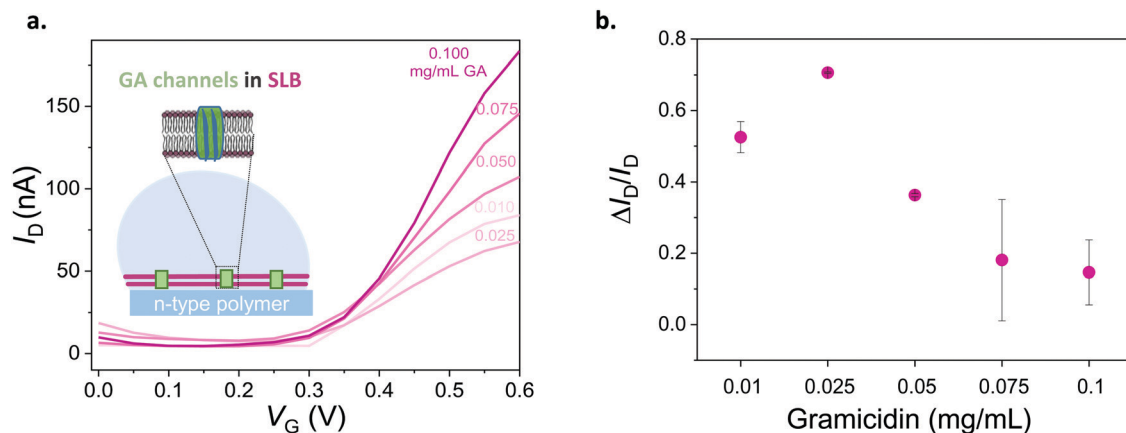 a.
GA channels in SLB
n-type polymer
0.100
mg/mL GA
0.075
0.050
0.010
0.025
150
100
50
0
I_D (nA)
0.0 0.1 0.2 0.3 0.4 0.5 0.6
V_G (V)
b.
0.8
0.6
0.4
0.2
0.0
ΔI_D/I_D
0.01 0.025 0.05 0.075 0.1
Gramicidin (mg/mL)